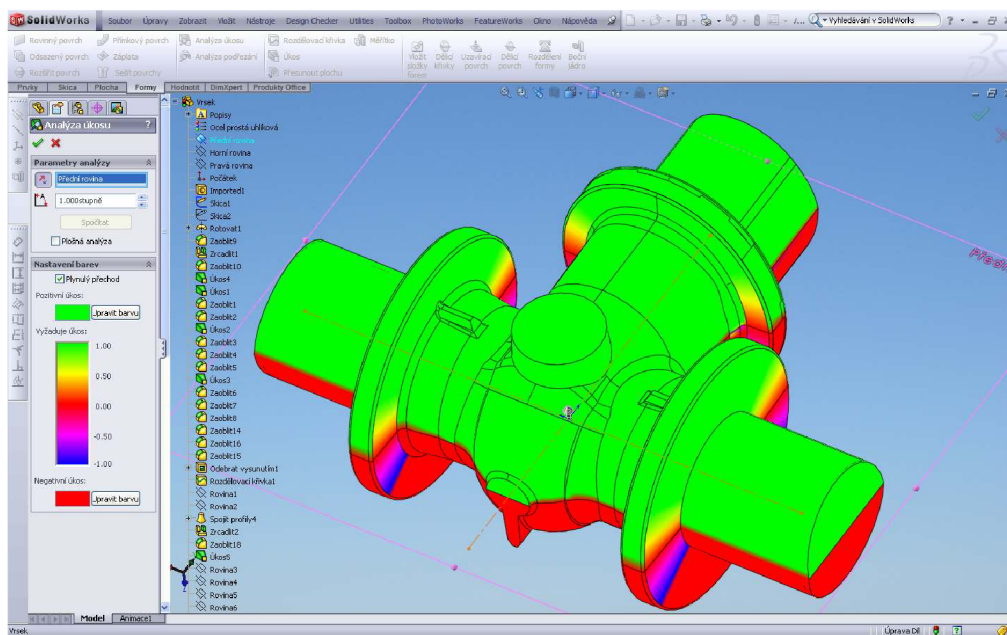 SolidWorks Soubor Úpravy Zobrazit Vložit Nástroje Design Checker Utilities Toolbox PhotoWorks FeatureWorks Okno Nápověda
Vyhledávání v SolidWorks
Rovinný povrch Přímkový povrch Analýza úkosu Rozdělovací křivka Měřítko
Odsazený povrch Záplata Analýza podřezání Úkos
Rozšířit povrch Sešít povrchy Přesunout plochu
Vložit složky formy Dělicí křivky Uzavírací povrch Dělicí povrch Rozdělení formy Boční jádro
Prvky Skica Plocha Formy Hodnotit DimXpert Produkty Office
Analýza úkosu ?
Parametry analýzy
Přední rovina
1.000stupně
Spočítat
Plošná analýza
Nastavení barev
Plynulý přechod
Pozitivní úkos:
Upravit barvu
Vyžaduje úkos:
1.00
0.50
0.00
-0.50
-1.00
Negativní úkos:
Upravit barvu
Vrsek
Popisy
Ocel prostá uhlíková
Přední rovina
Horní rovina
Pravá rovina
Počátek
Imported1
Skica1
Skica2
Rotovat1
Zaoblit9
Zrcadlit1
Zaoblit10
Úkos4
Úkos1
Zaoblit1
Zaoblit2
Úkos2
Zaoblit3
Zaoblit4
Zaoblit5
Úkos3
Zaoblit6
Zaoblit7
Zaoblit8
Zaoblit14
Zaoblit16
Zaoblit15
Odebrat vysunutím1
Rozdělovací křivka1
Rovina1
Rovina2
Spojit profily4
Zrcadlit2
Zaoblit18
Úkos5
Rovina3
Rovina4
Rovina5
Rovina6
Model Animace1
Vrsek
Úprava Díl